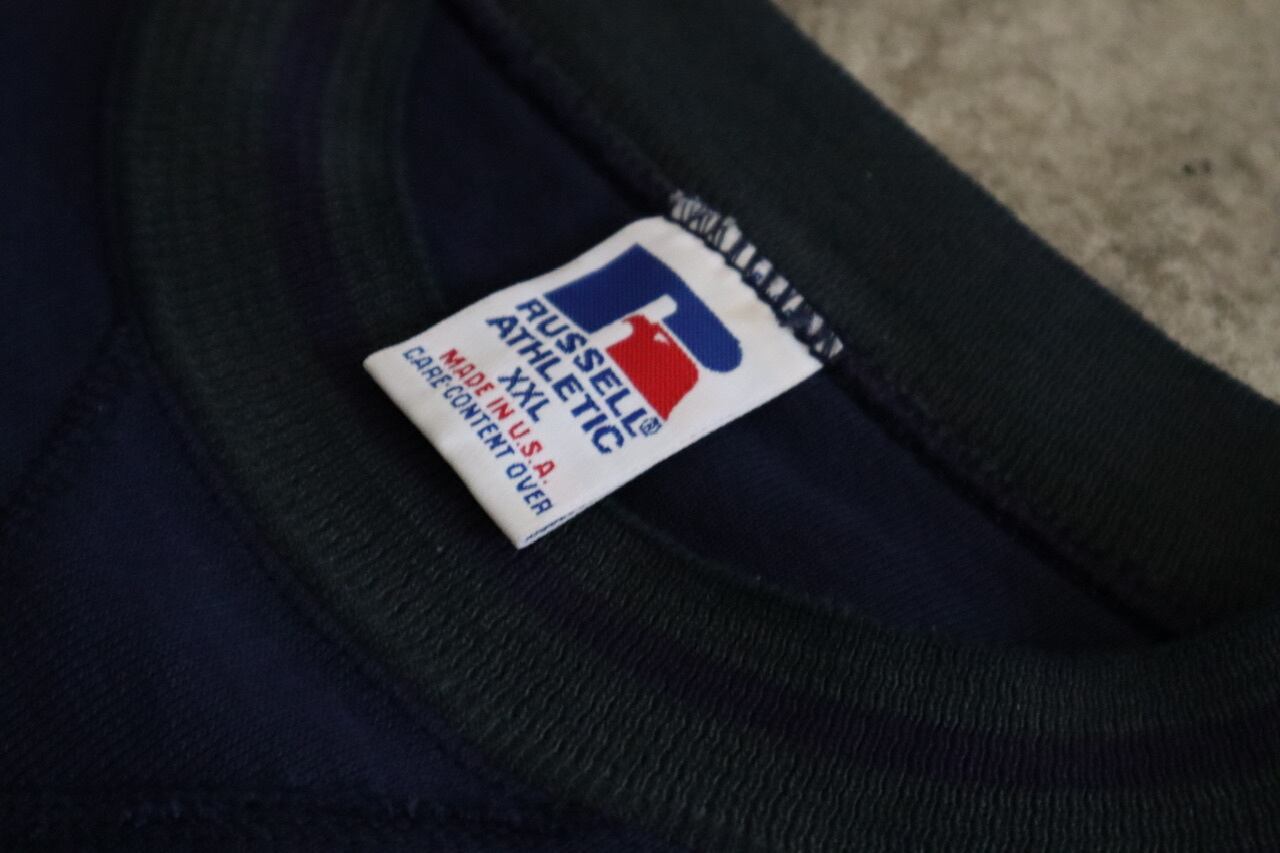 RUSSELL®
ATHLETIC
XXL
MADE IN U.S.A.
CARE·CONTENT OVER